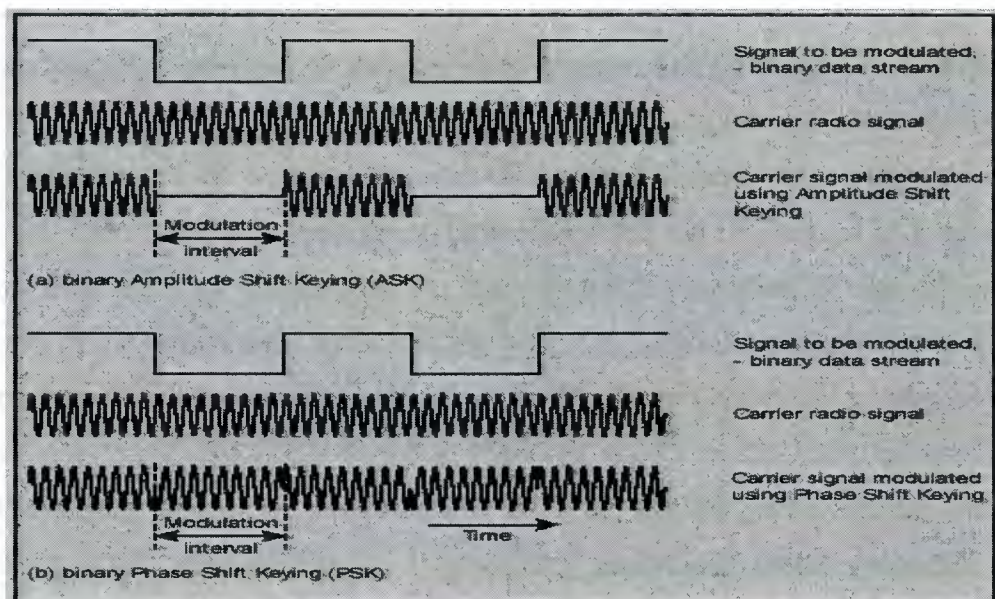 Signal to be modulated,
- binary data stream
Carrier radio signal
Carrier signal modulated
using Amplitude Shift
Keying
Modulation
interval
(a) binary Amplitude Shift Keying (ASK)
Signal to be modulated,
- binary data stream
Carrier radio signal
Carrier signal modulated
using Phase Shift Keying
Modulation
interval
Time
(b) binary Phase Shift Keying (PSK)